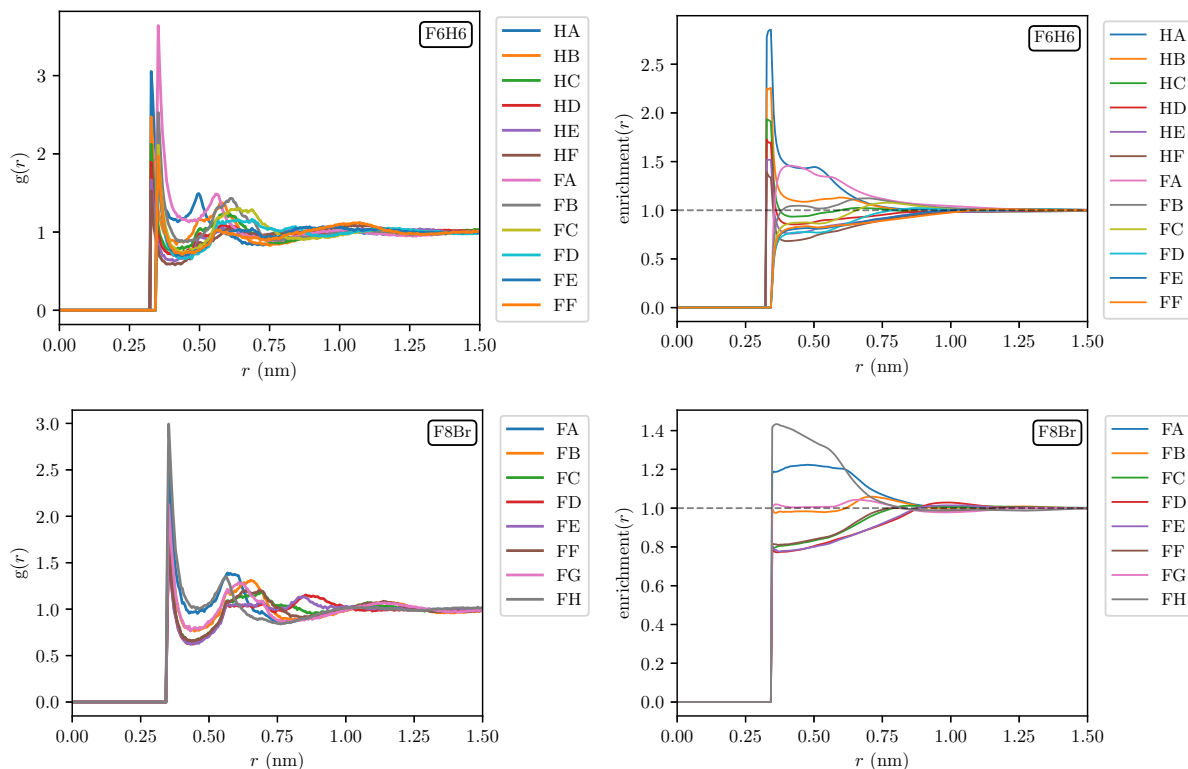 F6H6
g(r)
3
2
1
0
0.00 0.25 0.50 0.75 1.00 1.25 1.50
r (nm)
HA
HB
HC
HD
HE
HF
FA
FB
FC
FD
FE
FF
F6H6
enrichment(r)
2.5
2.0
1.5
1.0
0.5
0.0
0.00 0.25 0.50 0.75 1.00 1.25 1.50
r (nm)
HA
HB
HC
HD
HE
HF
FA
FB
FC
FD
FE
FF
F8Br
g(r)
3.0
2.5
2.0
1.5
1.0
0.5
0.0
0.00 0.25 0.50 0.75 1.00 1.25 1.50
r (nm)
FA
FB
FC
FD
FE
FF
FG
FH
F8Br
enrichment(r)
1.4
1.2
1.0
0.8
0.6
0.4
0.2
0.0
0.00 0.25 0.50 0.75 1.00 1.25 1.50
r (nm)
FA
FB
FC
FD
FE
FF
FG
FH